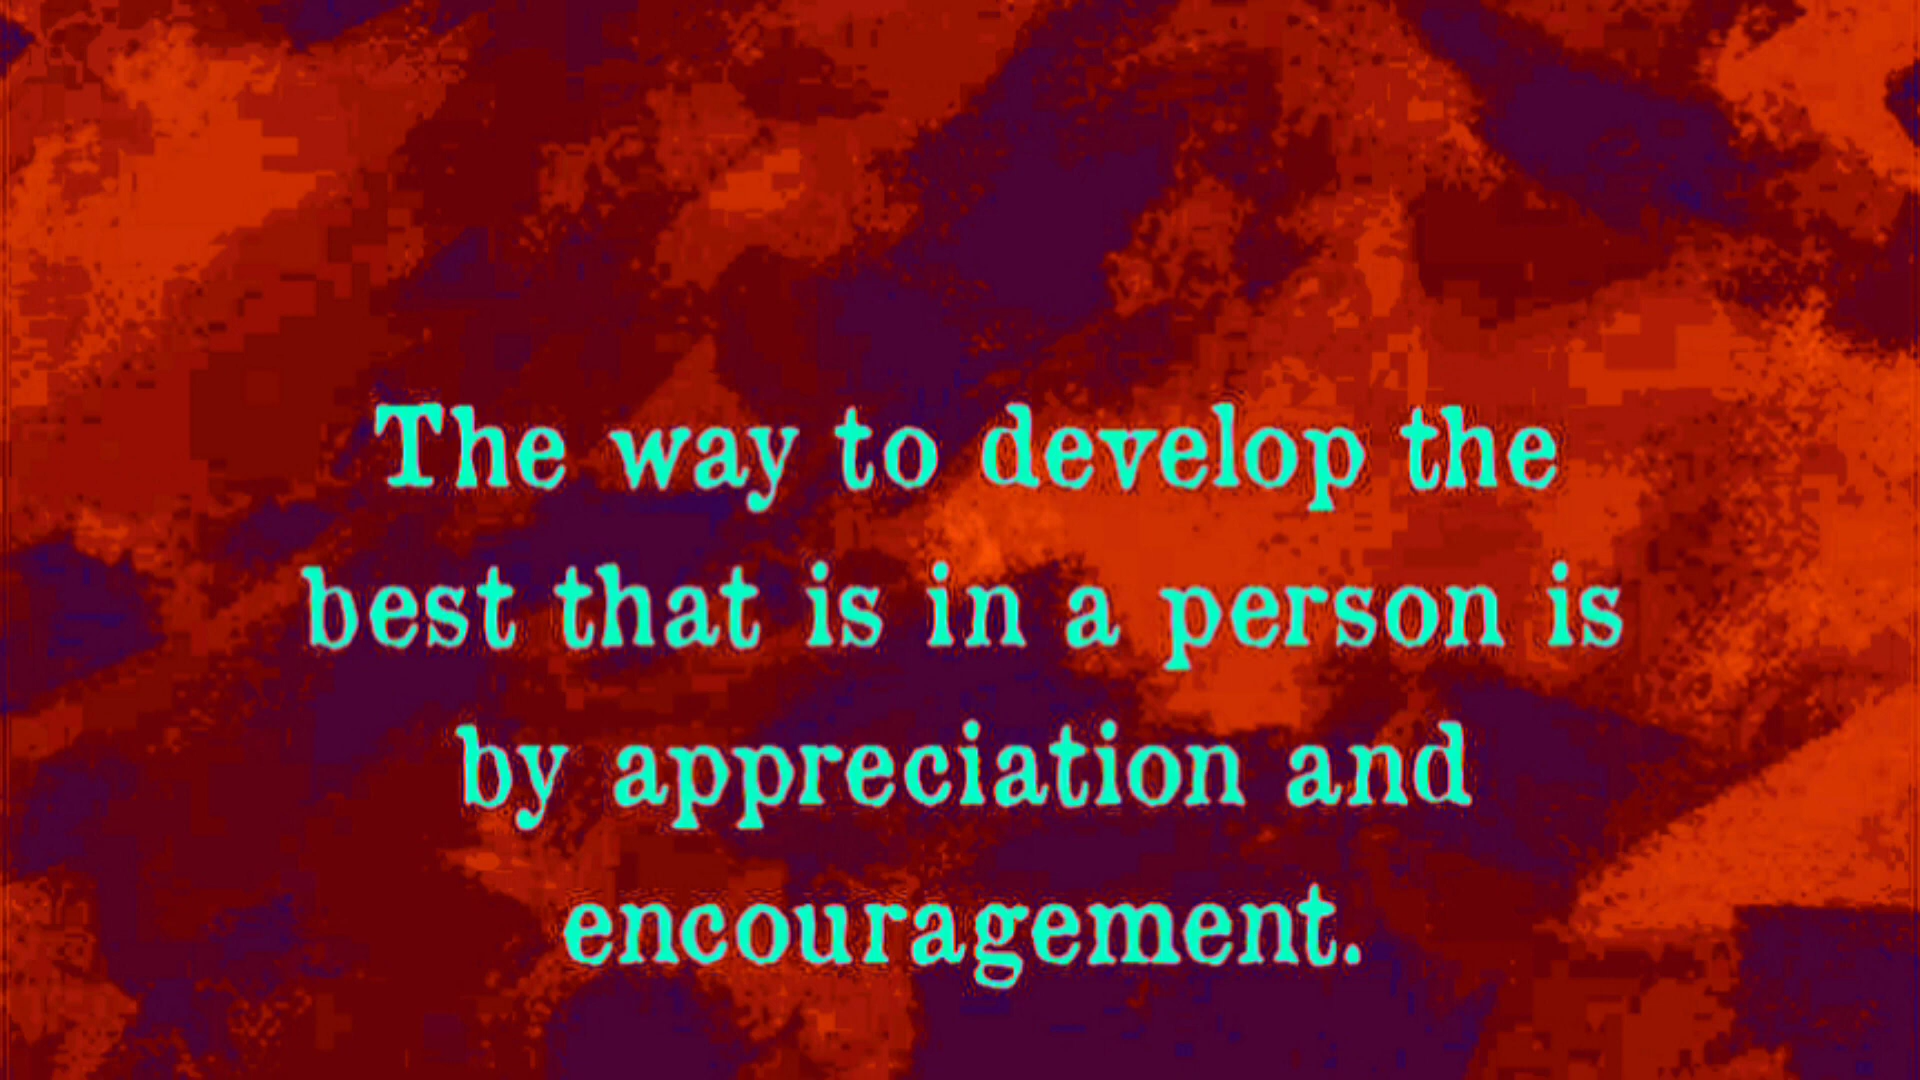 The way to develop the
best that is in a person is
by appreciation and
encouragement.